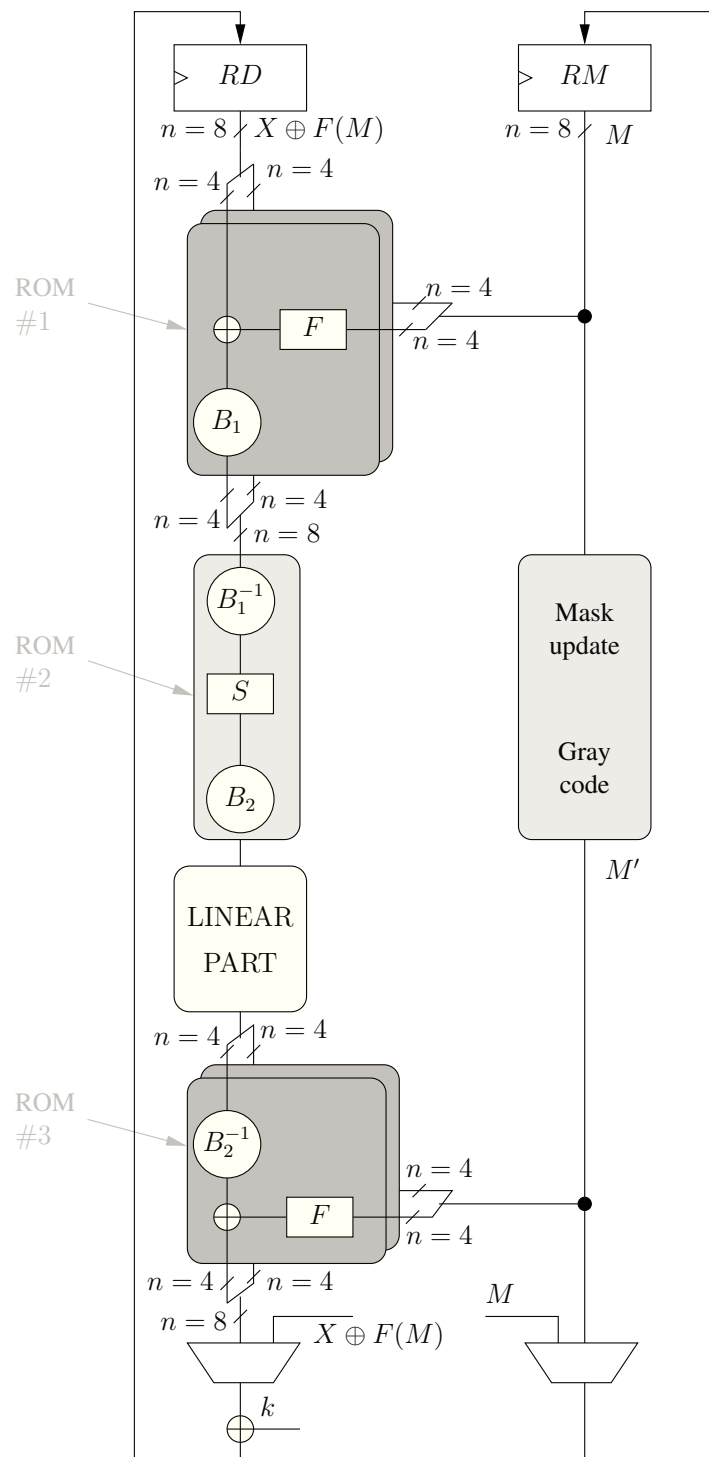 RD
RM
n = 8
X ⊕ F(M)
n = 8
M
n = 4
n = 4
ROM
#1
n = 4
F
n = 4
B₁
n = 4
n = 4
n = 8
B₁⁻¹
Mask
update
ROM
#2
S
Gray
code
B₂
M′
LINEAR
PART
n = 4
n = 4
ROM
#3
B₂⁻¹
n = 4
F
n = 4
n = 4
n = 4
n = 8
X ⊕ F(M)
M
k